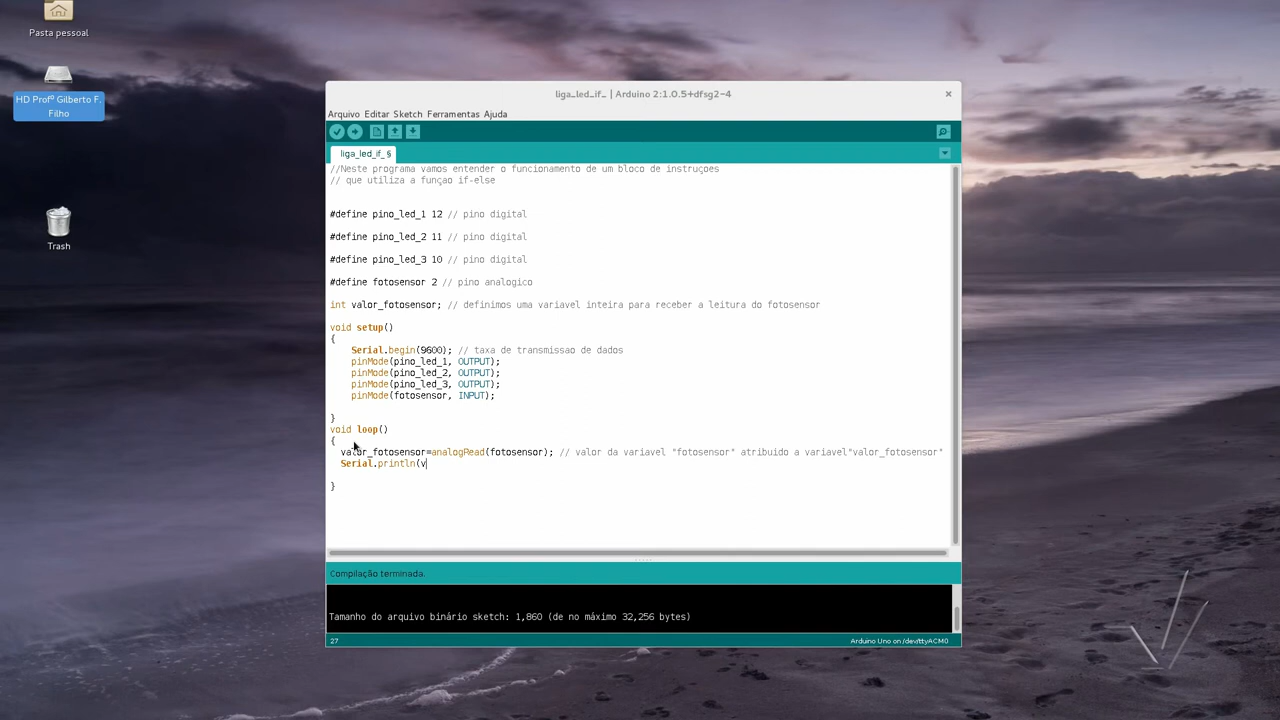 Pasta pessoal
HD Profº Gilberto F.
Filho
Trash
liga_led_if_ | Arduino 2:1.0.5+dfsg2-4
Arquivo Editar Sketch Ferramentas Ajuda
liga_led_if_ §
//Neste programa vamos entender o funcionamento de um bloco de instruçoes
// que utiliza a funçao if-else
#define pino_led_1 12 // pino digital
#define pino_led_2 11 // pino digital
#define pino_led_3 10 // pino digital
#define fotosensor 2 // pino analogico
int valor_fotosensor; // definimos uma variavel inteira para receber a leitura do fotosensor
void setup()
{
Serial.begin(9600); // taxa de transmissao de dados
pinMode(pino_led_1, OUTPUT);
pinMode(pino_led_2, OUTPUT);
pinMode(pino_led_3, OUTPUT);
pinMode(fotosensor, INPUT);
}
void loop()
{
valor_fotosensor=analogRead(fotosensor); // valor da variavel "fotosensor" atribuido a variavel"valor_fotosensor"
Serial.println(v
}
Compilação terminada.
Tamanho do arquivo binário sketch: 1,860 (de no máximo 32,256 bytes)
27
Arduino Uno on /dev/ttyACM0